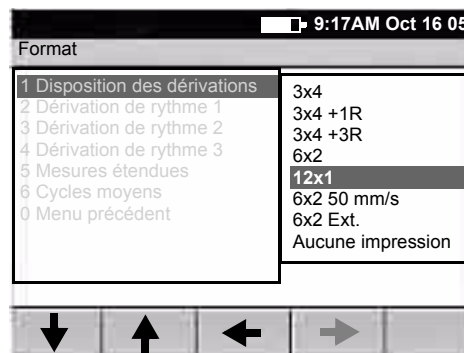 9:17AM Oct 16 05
Format
1 Disposition des dérivations
2 Dérivation de rythme 1
3 Dérivation de rythme 2
4 Dérivation de rythme 3
5 Mesures étendues
6 Cycles moyens
0 Menu précédent
3x4
3x4 +1R
3x4 +3R
6x2
12x1
6x2 50 mm/s
6x2 Ext.
Aucune impression